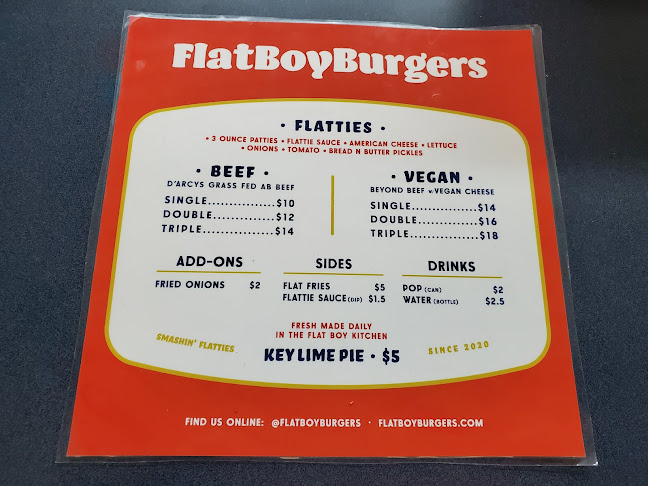 FlatBoyBurgers
• FLATTIES •
• 3 OUNCE PATTIES • FLATTIE SAUCE • AMERICAN CHEESE • LETTUCE
• ONIONS • TOMATO • BREAD N BUTTER PICKLES
• BEEF •
D'ARCYS GRASS FED AB BEEF
SINGLE...............$10
DOUBLE..............$12
TRIPLE................$14
• VEGAN •
BEYOND BEEF w/VEGAN CHEESE
SINGLE...............$14
DOUBLE..............$16
TRIPLE................$18
ADD-ONS
FRIED ONIONS $2
SIDES
FLAT FRIES $5
FLATTIE SAUCE (DIP) $1.5
DRINKS
POP (CAN) $2
WATER (BOTTLE) $2.5
SMASHIN' FLATTIES
FRESH MADE DAILY
IN THE FLAT BOY KITCHEN
KEY LIME PIE • $5
SINCE 2020
FIND US ONLINE: @FLATBOYBURGERS · FLATBOYBURGERS.COM